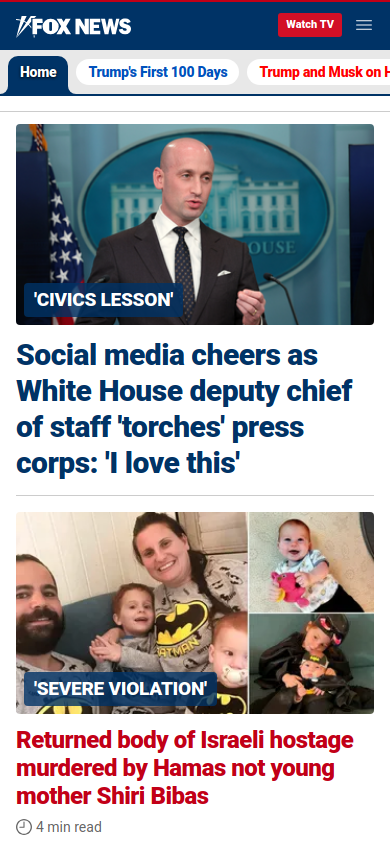 FOX NEWS
Watch TV
Home
Trump's First 100 Days
Trump and Musk on H
HOUSE
'CIVICS LESSON'
Social media cheers as
White House deputy chief
of staff 'torches' press
corps: 'I love this'
BATMAN
'SEVERE VIOLATION'
Returned body of Israeli hostage
murdered by Hamas not young
mother Shiri Bibas
4 min read